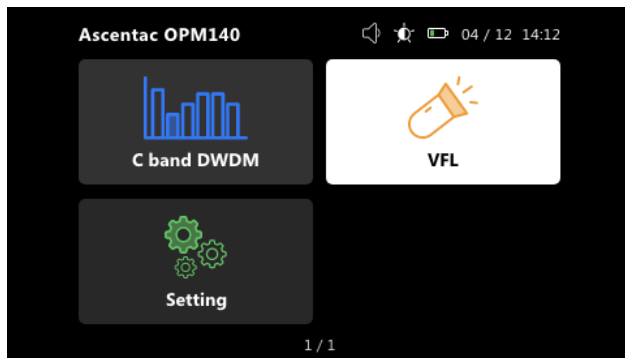 Ascentac OPM140
04 / 12 14:12
C band DWDM
VFL
Setting
1 / 1